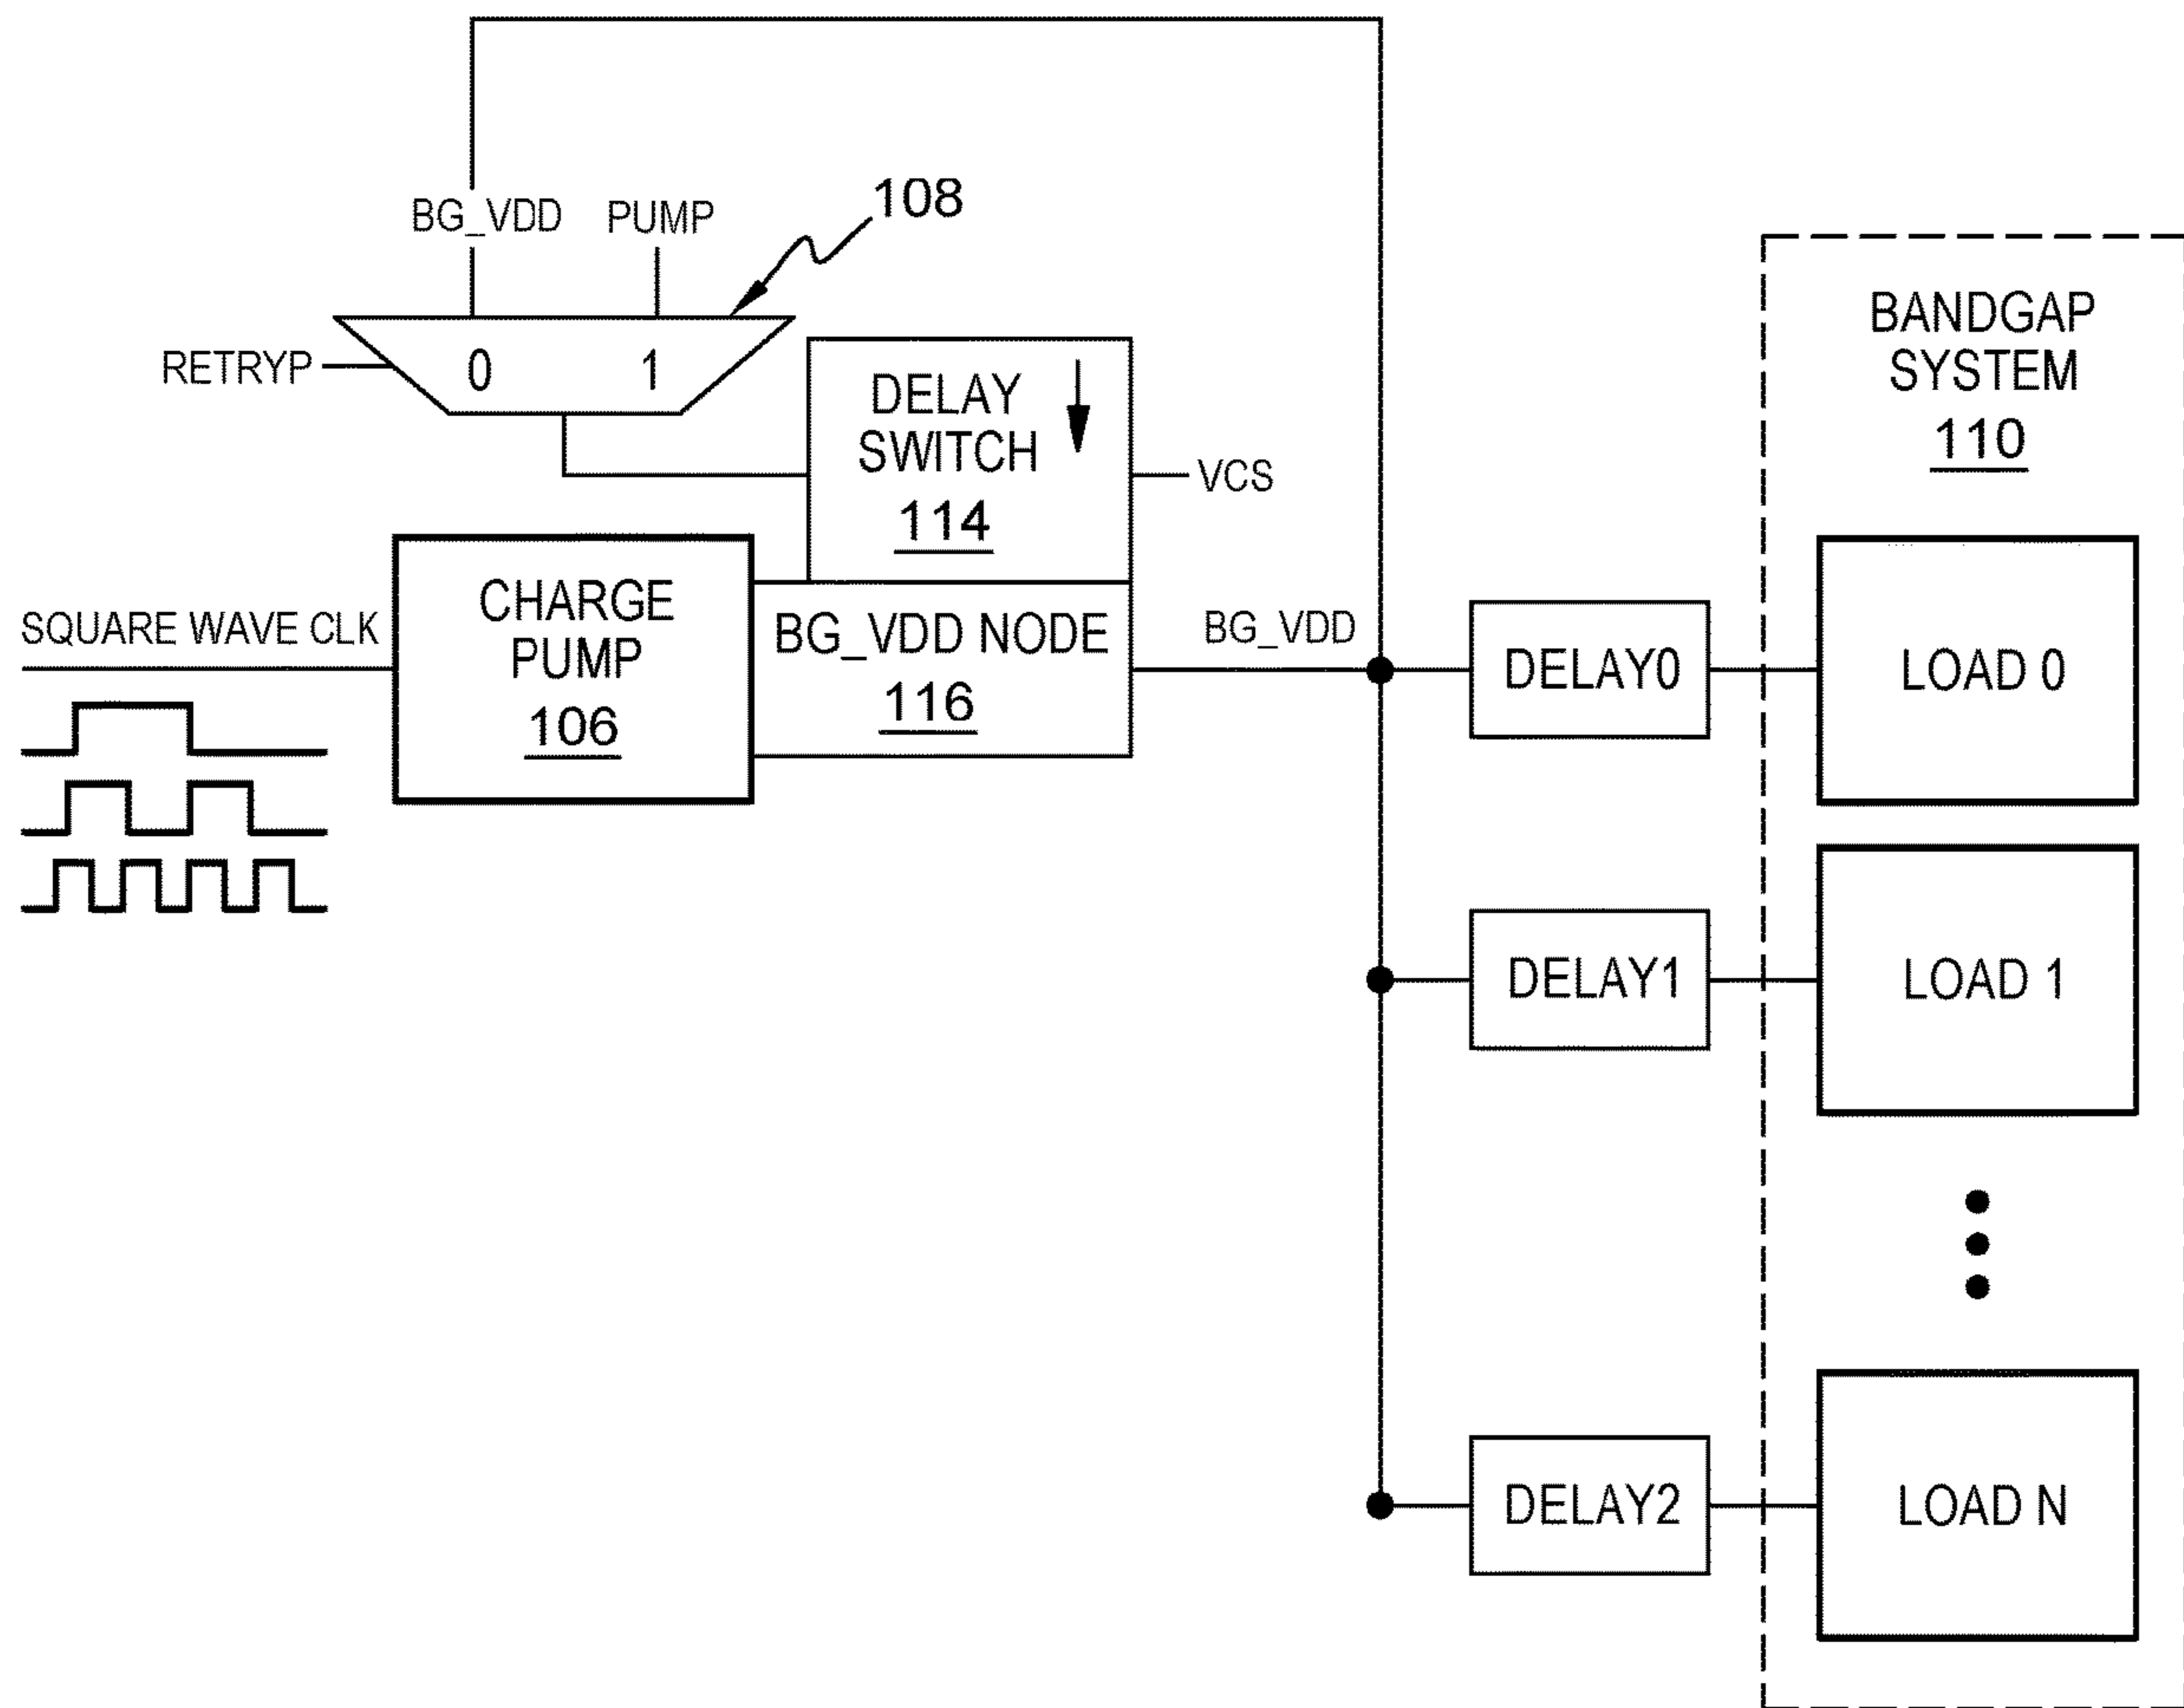 BG_VDD
PUMP
108
RETRYP
0
1
DELAY
SWITCH
114
VCS
BANDGAP
SYSTEM
110
SQUARE WAVE CLK
CHARGE
PUMP
106
BG_VDD NODE
116
BG_VDD
DELAY0
LOAD 0
DELAY1
LOAD 1
DELAY2
LOAD N